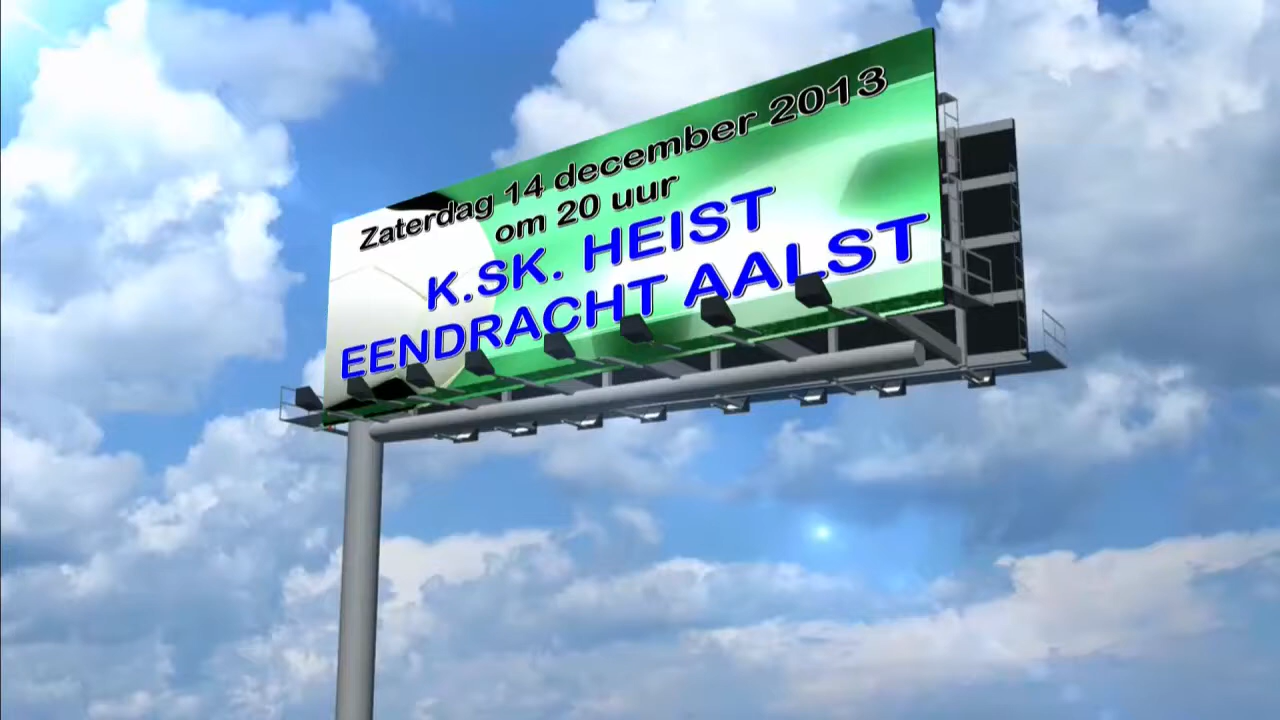 Zaterdag 14 december 2013
om 20 uur
K.SK. HEIST
EENDRACHT AALST